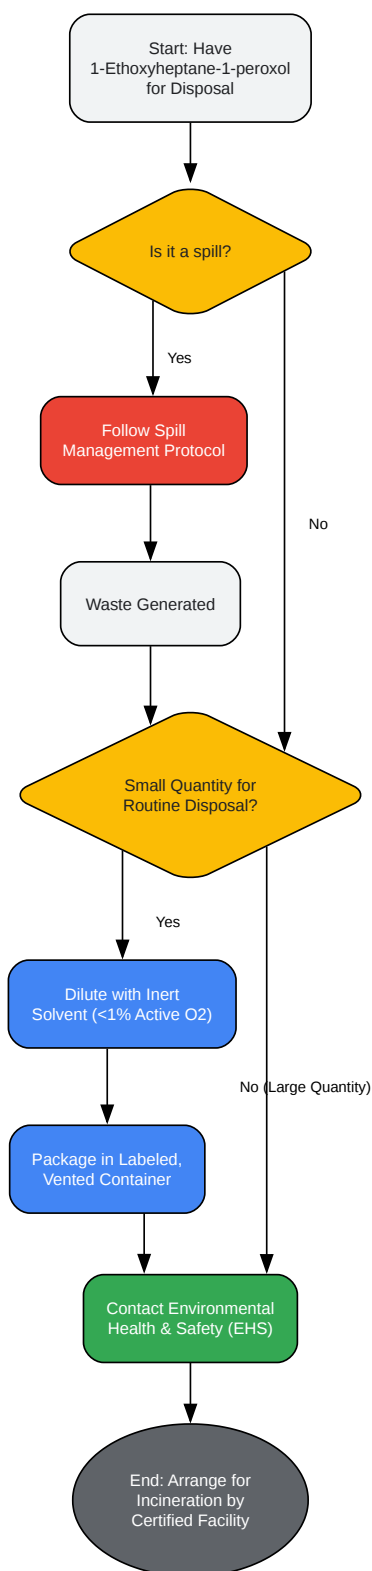 Start: Have
1-Ethoxyheptane-1-peroxol
for Disposal
Is it a spill?
Yes
Follow Spill
Management Protocol
No
Waste Generated
Small Quantity for
Routine Disposal?
Yes
Dilute with Inert
Solvent (<1% Active O2)
No (Large Quantity)
Package in Labeled,
Vented Container
Contact Environmental
Health & Safety (EHS)
End: Arrange for
Incineration by
Certified Facility